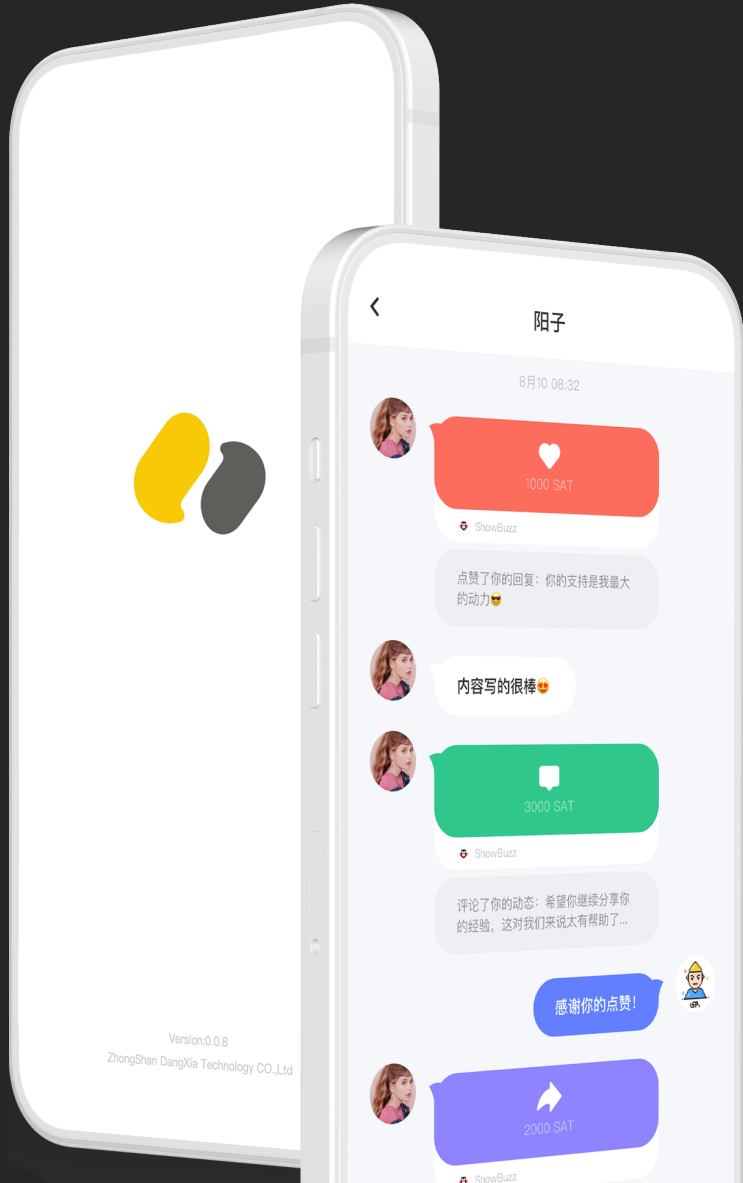 Version:0.0.8
ZhongShan DangXia Technology CO.,Ltd
阳子
8月10 08:32
1000 SAT
ShowBuzz
点赞了你的回复：你的支持是我最大
的动力😎
内容写的很棒😍
3000 SAT
ShowBuzz
评论了你的动态：希望你继续分享你
的经验，这对我们来说太有帮助了...
感谢你的点赞！
2000 SAT
ShowBuzz